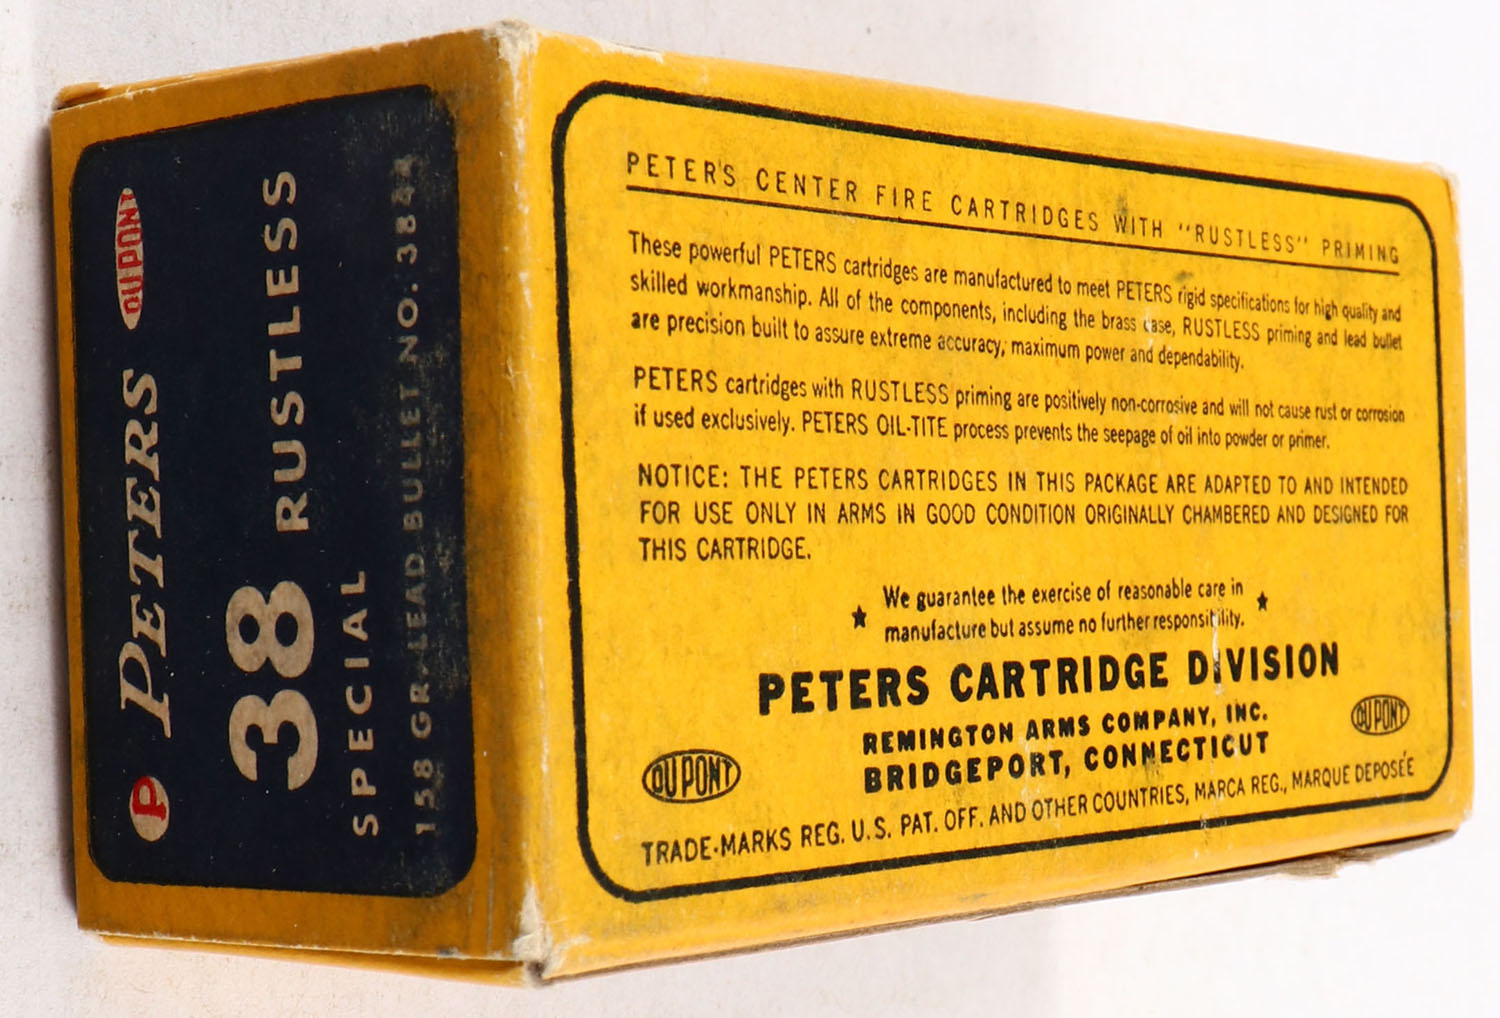 DUPONT
P PETERS
38 RUSTLESS
SPECIAL
158 GR. LEAD BULLET NO.
PETER'S CENTER FIRE CARTRIDGES WITH "RUSTLESS" PRIMING
These powerful PETERS cartridges are manufactured to meet PETERS rigid specifications for high quality and
skilled workmanship. All of the components, including the brass case, RUSTLESS priming and lead bullet
are precision built to assure extreme accuracy, maximum power and dependability.
PETERS cartridges with RUSTLESS priming are positively non-corrosive and will not cause rust or corrosion
if used exclusively. PETERS OIL-TITE process prevents the seepage of oil into powder or primer.
NOTICE: THE PETERS CARTRIDGES IN THIS PACKAGE ARE ADAPTED TO AND INTENDED
FOR USE ONLY IN ARMS IN GOOD CONDITION ORIGINALLY CHAMBERED AND DESIGNED FOR
THIS CARTRIDGE.
★ We guarantee the exercise of reasonable care in ★
manufacture but assume no further responsibility.
PETERS CARTRIDGE DIVISION
REMINGTON ARMS COMPANY, INC.
BRIDGEPORT, CONNECTICUT
DU PONT
DU PONT
TRADE-MARKS REG. U.S. PAT. OFF. AND OTHER COUNTRIES, MARCA REG., MARQUE DEPOSÉE